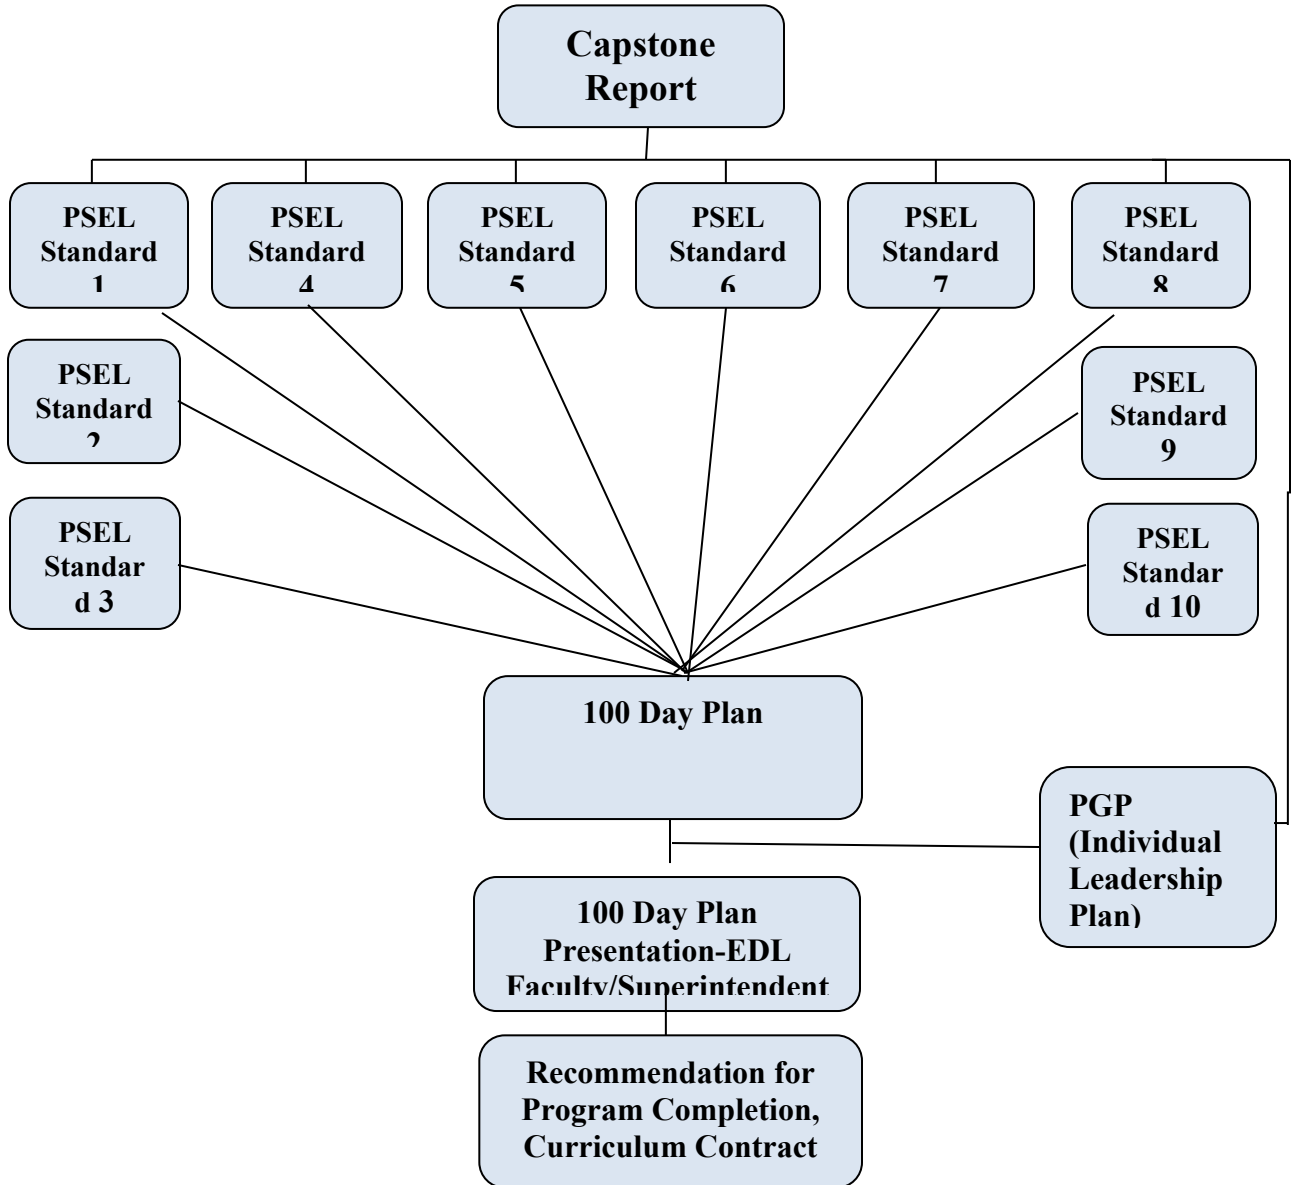 Capstone
Report
PSEL
Standard
1
PSEL
Standard
4
PSEL
Standard
5
PSEL
Standard
6
PSEL
Standard
7
PSEL
Standard
8
PSEL
Standard
2
PSEL
Standard
9
PSEL
Standar
d 3
PSEL
Standar
d 10
100 Day Plan
PGP
(Individual
Leadership
Plan)
100 Day Plan
Presentation-EDL
Faculty/Superintendent
Recommendation for
Program Completion,
Curriculum Contract